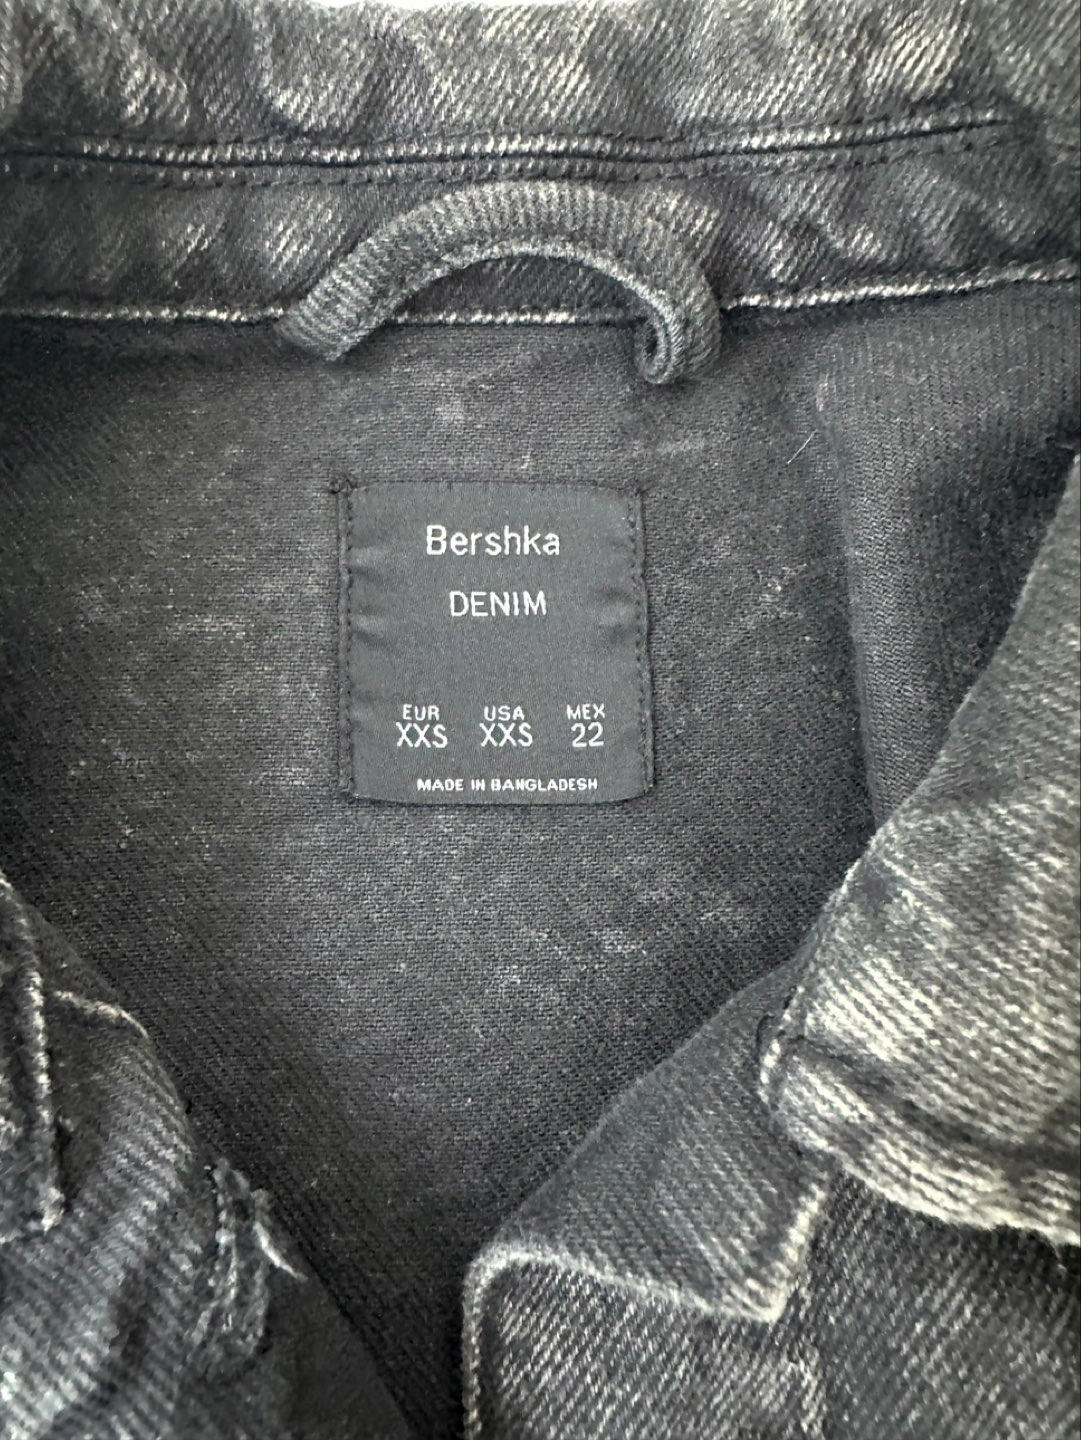 Bershka
DENIM
EUR USA MEX
XXS XXS 22
MADE IN BANGLADESH